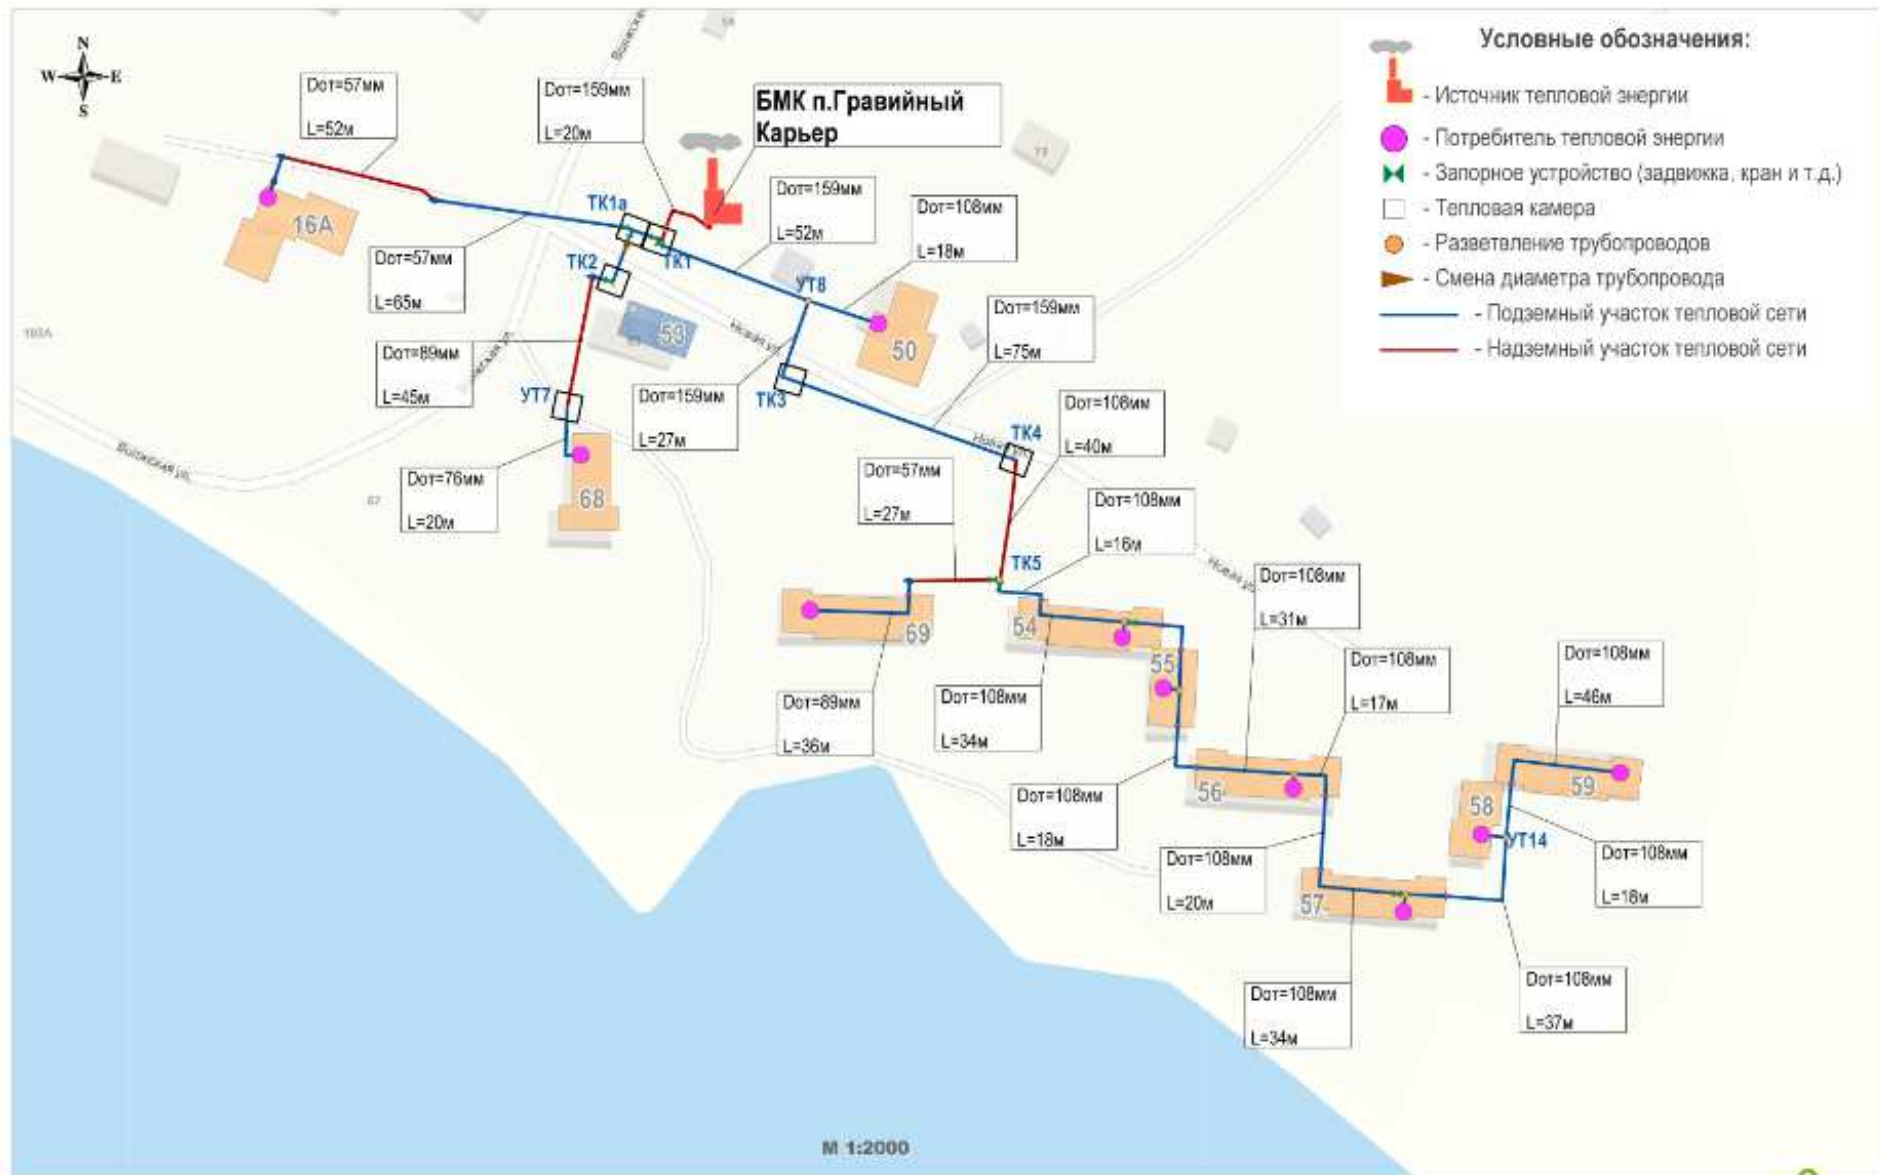 Условные обозначения:
- Источник тепловой энергии
- Потребитель тепловой энергии
- Запорное устройство (задвижка, кран и т.д.)
- Тепловая камера
- Разветвление трубопроводов
- Смена диаметра трубопровода
- Подземный участок тепловой сети
- Надземный участок тепловой сети
N
W
E
S
Dот=57мм
L=52м
Dот=159мм
L=20м
БМК п.Гравийный
Карьер
Dот=159мм
L=52м
Dот=108мм
L=18м
ТК1а
ТК1
16А
Dот=57мм
L=65м
ТК2
УТ8
53
Новая ул.
50
Dот=159мм
L=75м
Dот=89мм
L=45м
УТ7
Dот=159мм
L=27м
ТК3
Dот=108мм
L=40м
ТК4
Волжская ул.
Dот=76мм
L=20м
68
Dот=57мм
L=27м
Dот=108мм
L=16м
ТК5
Новая ул.
Dот=108мм
L=31м
69
54
55
Dот=108мм
L=17м
Dот=108мм
L=46м
Dот=89мм
L=36м
Dот=108мм
L=34м
56
Dот=108мм
L=18м
58
59
УТ14
Dот=108мм
L=20м
Dот=108мм
L=18м
57
Dот=108мм
L=34м
Dот=108мм
L=37м
М 1:2000